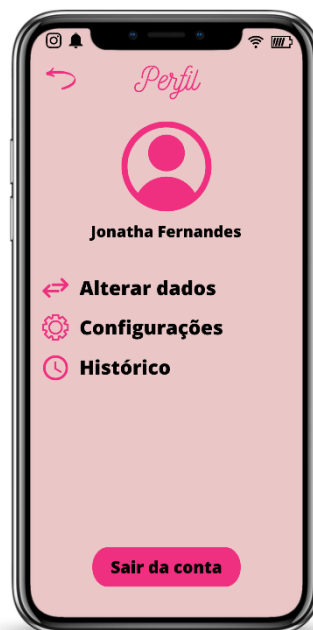 Perfil
Jonatha Fernandes
Alterar dados
Configurações
Histórico
Sair da conta